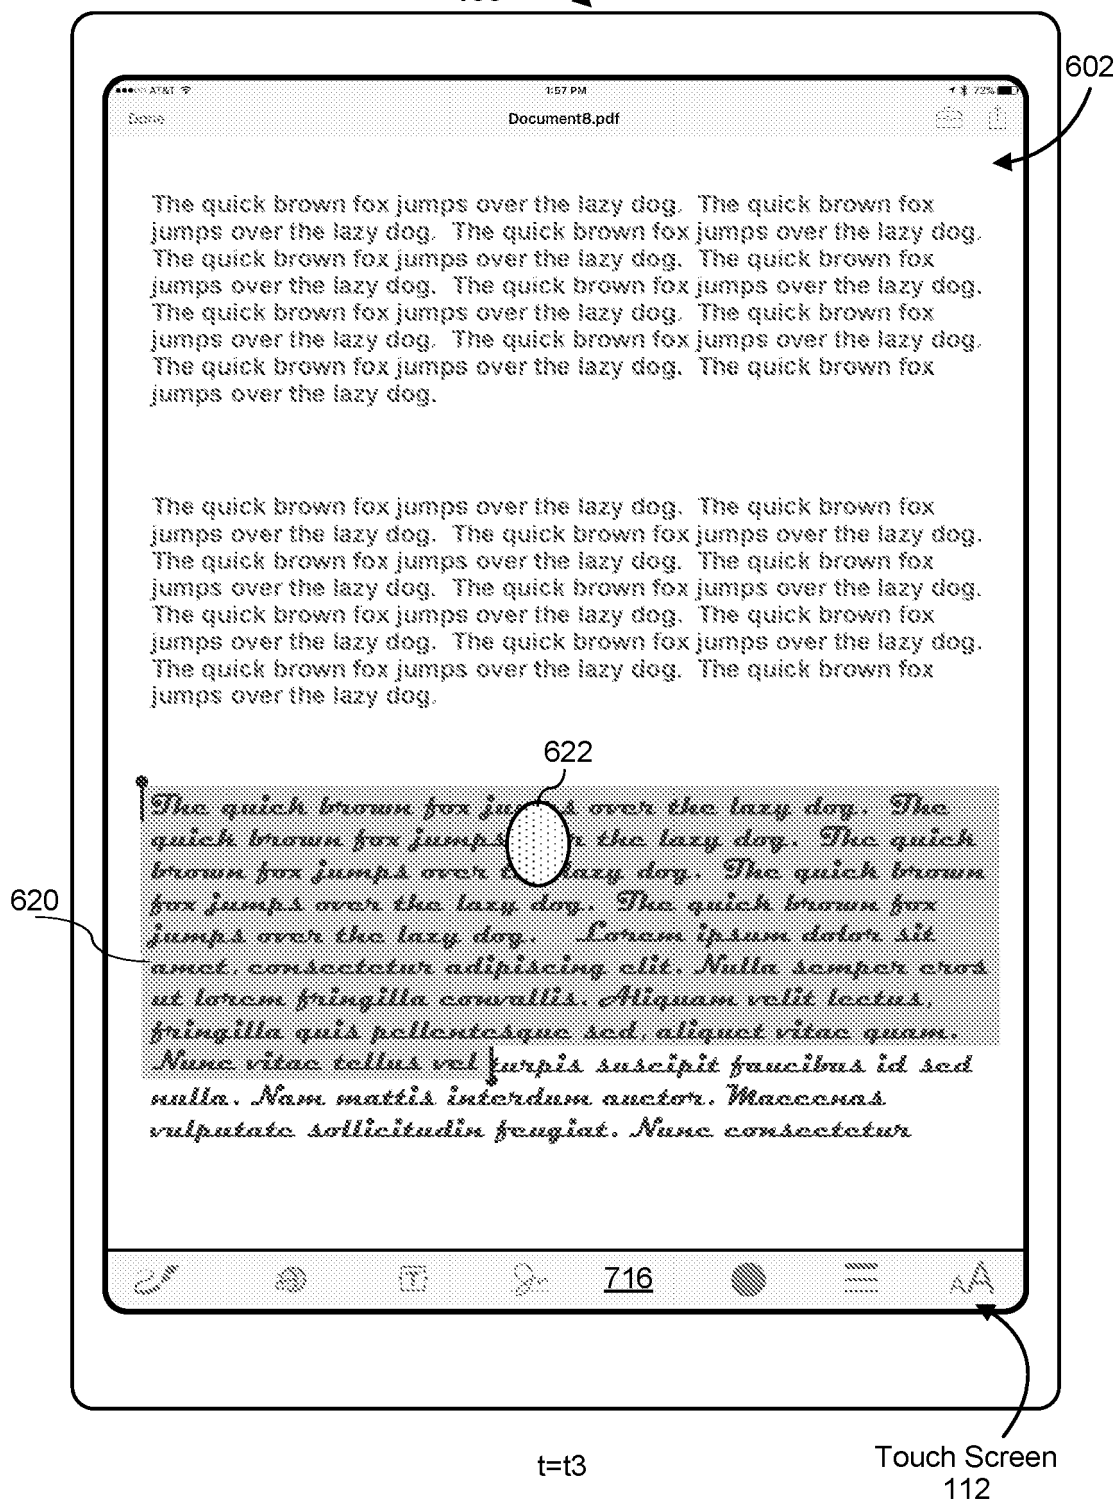 AT&T 1:57 PM 72%
602
Done Document8.pdf
The quick brown fox jumps over the lazy dog. The quick brown fox
jumps over the lazy dog. The quick brown fox jumps over the lazy dog.
The quick brown fox jumps over the lazy dog. The quick brown fox
jumps over the lazy dog. The quick brown fox jumps over the lazy dog.
The quick brown fox jumps over the lazy dog. The quick brown fox
jumps over the lazy dog. The quick brown fox jumps over the lazy dog.
The quick brown fox jumps over the lazy dog. The quick brown fox
jumps over the lazy dog.
The quick brown fox jumps over the lazy dog. The quick brown fox
jumps over the lazy dog. The quick brown fox jumps over the lazy dog.
The quick brown fox jumps over the lazy dog. The quick brown fox
jumps over the lazy dog. The quick brown fox jumps over the lazy dog.
The quick brown fox jumps over the lazy dog. The quick brown fox
jumps over the lazy dog. The quick brown fox jumps over the lazy dog.
The quick brown fox jumps over the lazy dog. The quick brown fox
jumps over the lazy dog.
622
The quick brown fox jumps over the lazy dog. The
quick brown fox jumps the lazy dog. The quick
brown fox jumps over lazy dog. The quick brown
620
fox jumps over the lazy dog. The quick brown fox
jumps over the lazy dog. Lorem ipsum dolor sit
amet, consectetur adipiscing elit. Nulla semper eros
ut lorem fringilla convallis. Aliquam velit lectus,
fringilla quis pellentesque sed, aliquet vitae quam.
Nunc vitae tellus vel turpis suscipit faucibus id sed
nulla. Nam mattis interdum auctor. Maecenas
vulputate sollicitudin feugiat. Nunc consectetur
T 716 AA
t=t3
Touch Screen
112